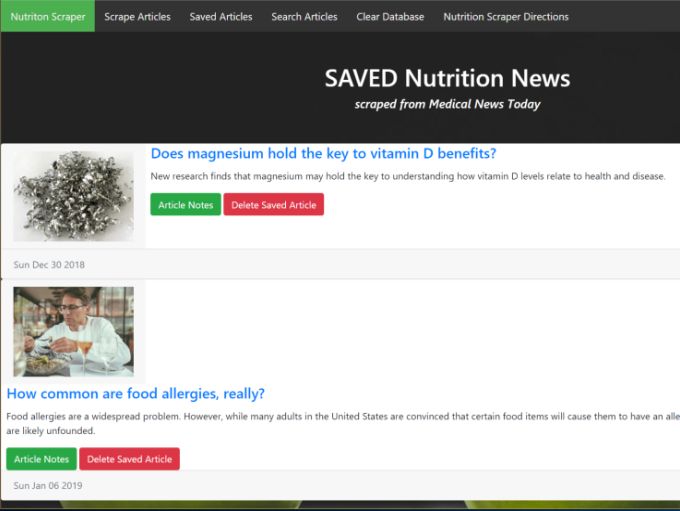 Nutriton Scraper Scrape Articles Saved Articles Search Articles Clear Database Nutrition Scraper Directions
SAVED Nutrition News
scraped from Medical News Today
Does magnesium hold the key to vitamin D benefits?
New research finds that magnesium may hold the key to understanding how vitamin D levels relate to health and disease.
Article Notes Delete Saved Article
Sun Dec 30 2018
How common are food allergies, really?
Food allergies are a widespread problem. However, while many adults in the United States are convinced that certain food items will cause them to have an alle
are likely unfounded.
Article Notes Delete Saved Article
Sun Jan 06 2019